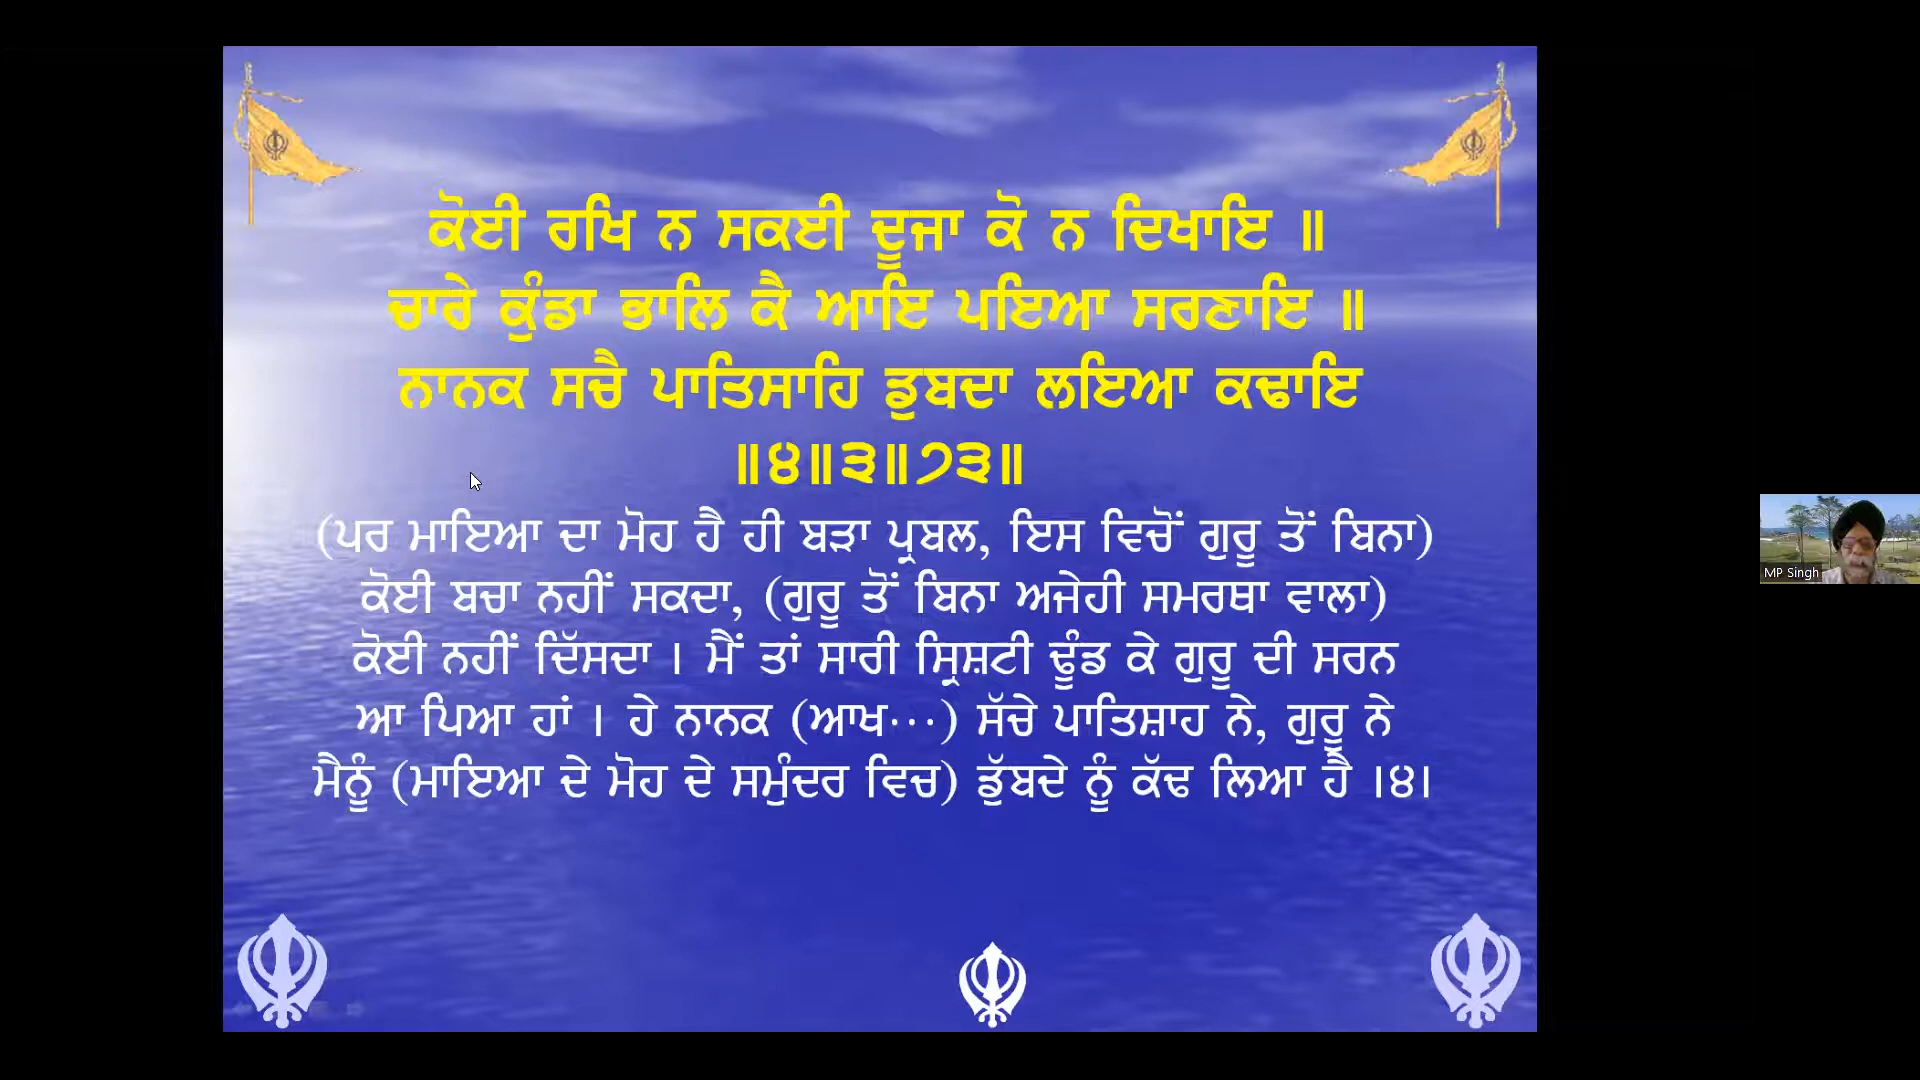 ਕੋਈ ਰਖਿ ਨ ਸਕਈ ਦੂਜਾ ਕੋ ਨ ਦਿਖਾਇ ॥
ਚਾਰੇ ਕੁੰਡਾ ਭਾਲਿ ਕੈ ਆਇ ਪਇਆ ਸਰਣਾਇ ॥
ਨਾਨਕ ਸਚੈ ਪਾਤਿਸਾਹਿ ਡੁਬਦਾ ਲਇਆ ਕਢਾਇ
॥੪॥੩॥੭੩॥
(ਪਰ ਮਾਇਆ ਦਾ ਮੋਹ ਹੈ ਹੀ ਬੜਾ ਪ੍ਰਬਲ, ਇਸ ਵਿਚੋਂ ਗੁਰੂ ਤੋਂ ਬਿਨਾ)
ਕੋਈ ਬਚਾ ਨਹੀਂ ਸਕਦਾ, (ਗੁਰੂ ਤੋਂ ਬਿਨਾ ਅਜੇਹੀ ਸਮਰਥਾ ਵਾਲਾ)
ਕੋਈ ਨਹੀਂ ਦਿੱਸਦਾ । ਮੈਂ ਤਾਂ ਸਾਰੀ ਸ੍ਰਿਸ਼ਟੀ ਢੂੰਡ ਕੇ ਗੁਰੂ ਦੀ ਸਰਨ
ਆ ਪਿਆ ਹਾਂ । ਹੇ ਨਾਨਕ (ਆਖ···) ਸੱਚੇ ਪਾਤਿਸ਼ਾਹ ਨੇ, ਗੁਰੂ ਨੇ
ਮੈਨੂੰ (ਮਾਇਆ ਦੇ ਮੋਹ ਦੇ ਸਮੁੰਦਰ ਵਿਚ) ਡੁੱਬਦੇ ਨੂੰ ਕੱਢ ਲਿਆ ਹੈ ।੪।
MP Singh